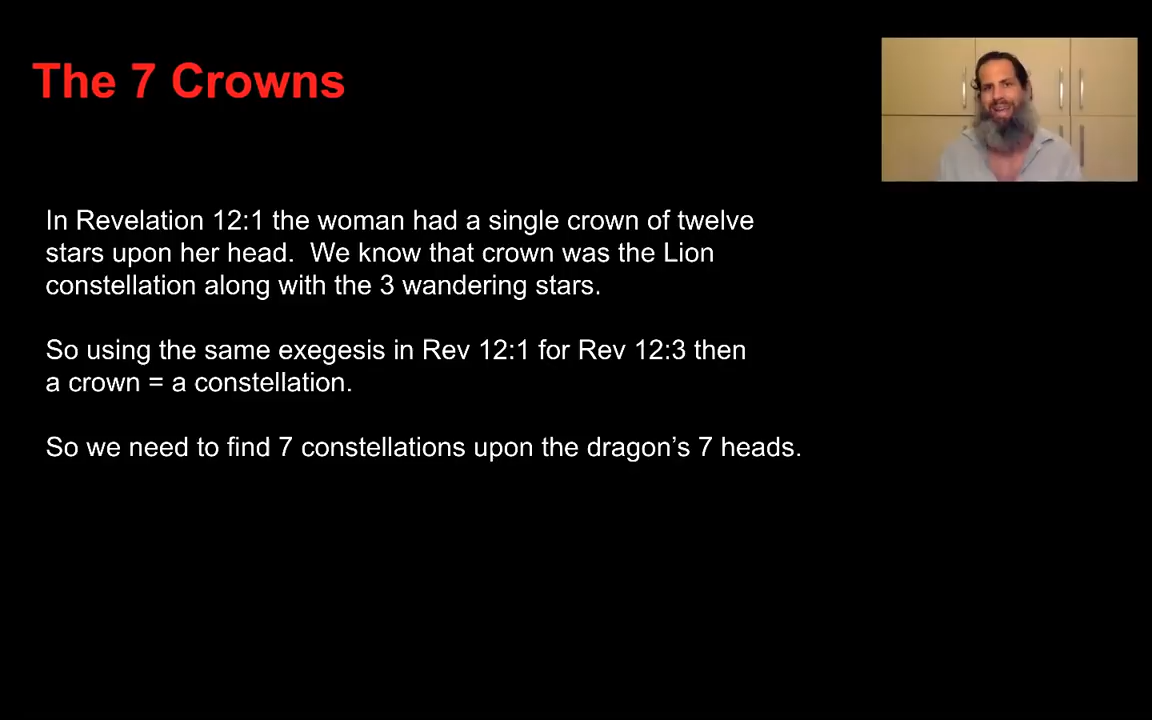 The 7 Crowns
In Revelation 12:1 the woman had a single crown of twelve
stars upon her head.  We know that crown was the Lion
constellation along with the 3 wandering stars.
So using the same exegesis in Rev 12:1 for Rev 12:3 then
a crown = a constellation.
So we need to find 7 constellations upon the dragon’s 7 heads.